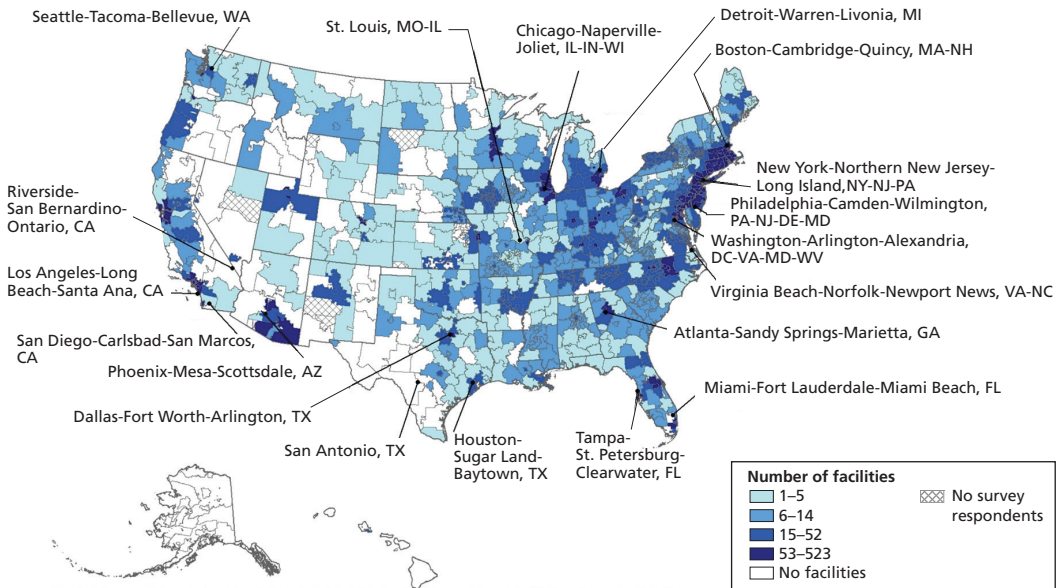 Seattle-Tacoma-Bellevue, WA
St. Louis, MO-IL
Chicago-Naperville-
Joliet, IL-IN-WI
Detroit-Warren-Livonia, MI
Boston-Cambridge-Quincy, MA-NH
New York-Northern New Jersey-
Long Island,NY-NJ-PA
Philadelphia-Camden-Wilmington,
PA-NJ-DE-MD
Washington-Arlington-Alexandria,
DC-VA-MD-WV
Virginia Beach-Norfolk-Newport News, VA-NC
Atlanta-Sandy Springs-Marietta, GA
Miami-Fort Lauderdale-Miami Beach, FL
Riverside-
San Bernardino-
Ontario, CA
Los Angeles-Long
Beach-Santa Ana, CA
San Diego-Carlsbad-San Marcos,
CA
Phoenix-Mesa-Scottsdale, AZ
Dallas-Fort Worth-Arlington, TX
San Antonio, TX
Houston-
Sugar Land-
Baytown, TX
Tampa-
St. Petersburg-
Clearwater, FL
Number of facilities
1–5
6–14
15–52
53–523
No facilities
No survey
respondents